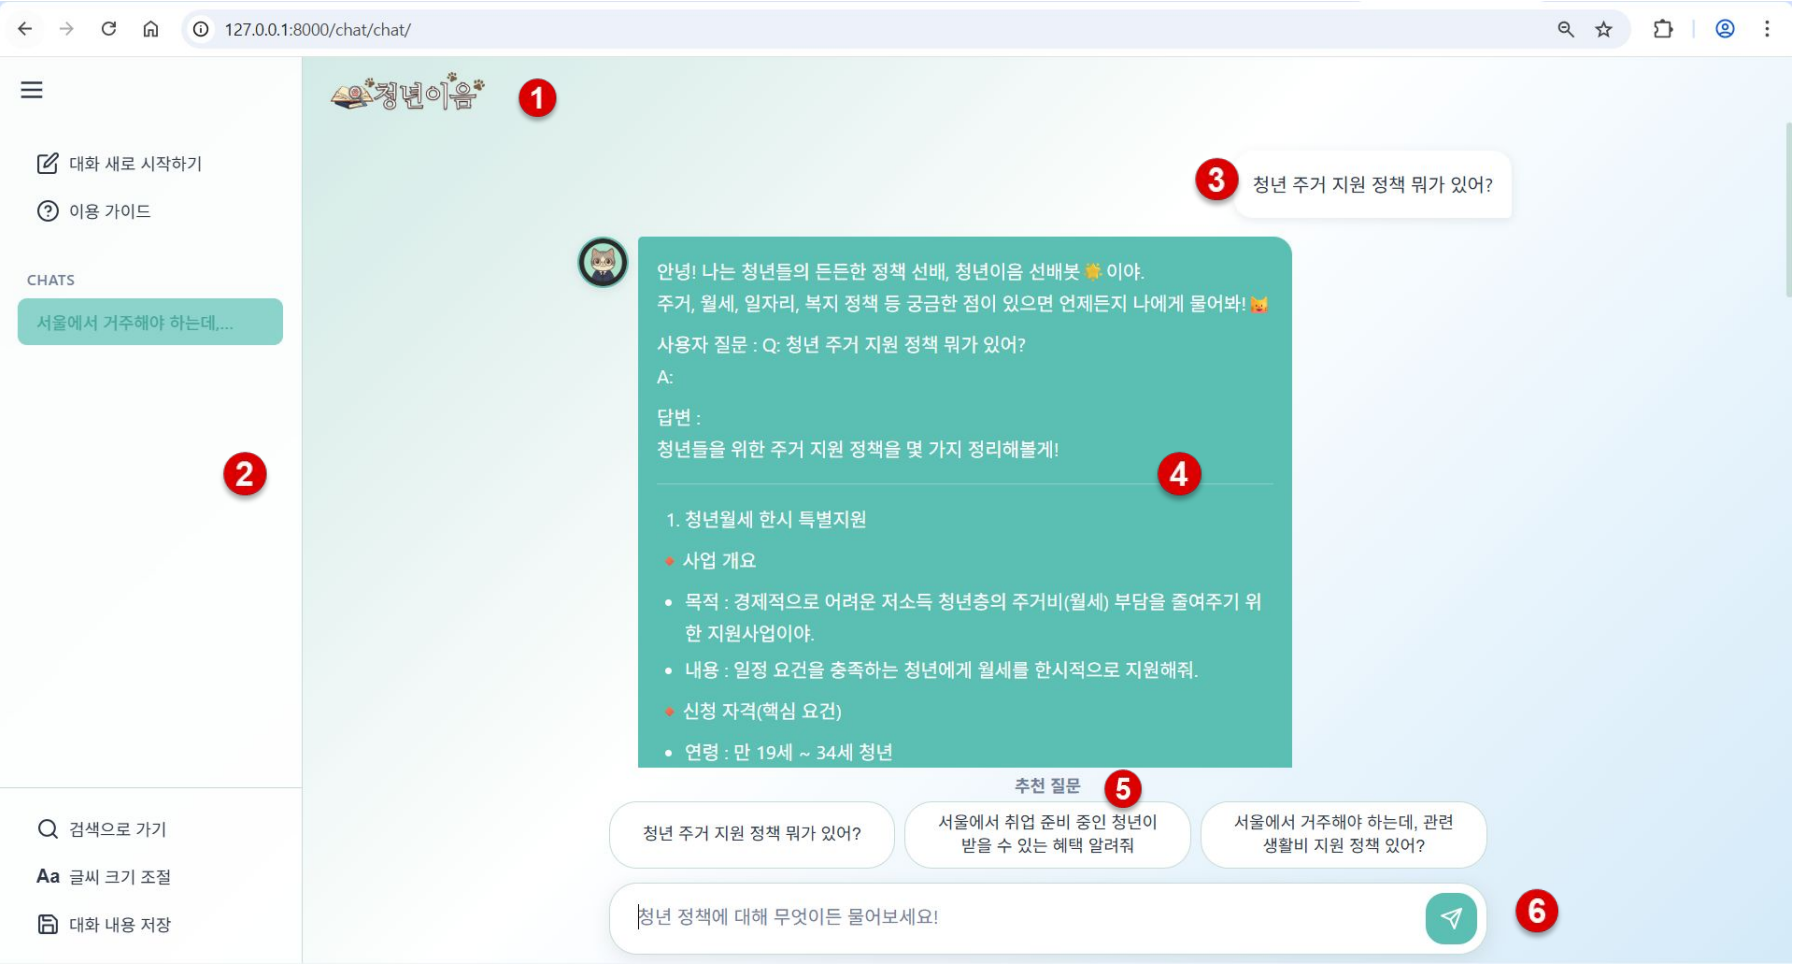 127.0.0.1:8000/chat/chat/
청년이음
1
대화 새로 시작하기
이용 가이드
CHATS
서울에서 거주해야 하는데,...
2
3
청년 주거 지원 정책 뭐가 있어?
안녕! 나는 청년들의 든든한 정책 선배, 청년이음 선배봇🌟이야.
주거, 월세, 일자리, 복지 정책 등 궁금한 점이 있으면 언제든지 나에게 물어봐!😺
사용자 질문 : Q: 청년 주거 지원 정책 뭐가 있어?
A:
답변 :
청년들을 위한 주거 지원 정책을 몇 가지 정리해볼게!
4
1. 청년월세 한시 특별지원
🔸 사업 개요
• 목적 : 경제적으로 어려운 저소득 청년층의 주거비(월세) 부담을 줄여주기 위
한 지원사업이야.
• 내용 : 일정 요건을 충족하는 청년에게 월세를 한시적으로 지원해줘.
🔸 신청 자격(핵심 요건)
• 연령 : 만 19세 ~ 34세 청년
추천 질문
5
청년 주거 지원 정책 뭐가 있어?
서울에서 취업 준비 중인 청년이
받을 수 있는 혜택 알려줘
서울에서 거주해야 하는데, 관련
생활비 지원 정책 있어?
청년 정책에 대해 무엇이든 물어보세요!
6
검색으로 가기
Aa 글씨 크기 조절
대화 내용 저장